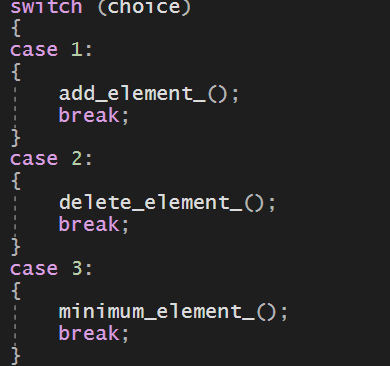 switch (choice)
{
case 1:
{
    add_element_();
    break;
}
case 2:
{
    delete_element_();
    break;
}
case 3:
{
    minimum_element_();
    break;
}